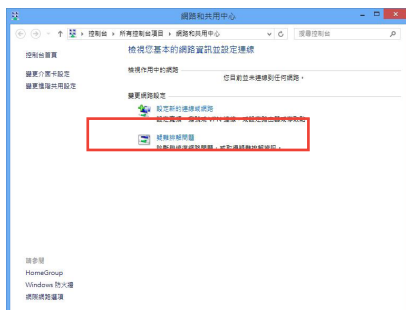 網路和共用中心
控制台 ▸ 所有控制台項目 ▸ 網路和共用中心
搜尋控制台
控制台首頁
變更介面卡設定
變更進階共用設定
檢視您基本的網路資訊並設定連線
檢視作用中的網路
您目前並未連線到任何網路。
變更網路設定
設定新的連線或網路
疑難排解問題
請參閱
HomeGroup
Windows 防火牆
網際網路選項